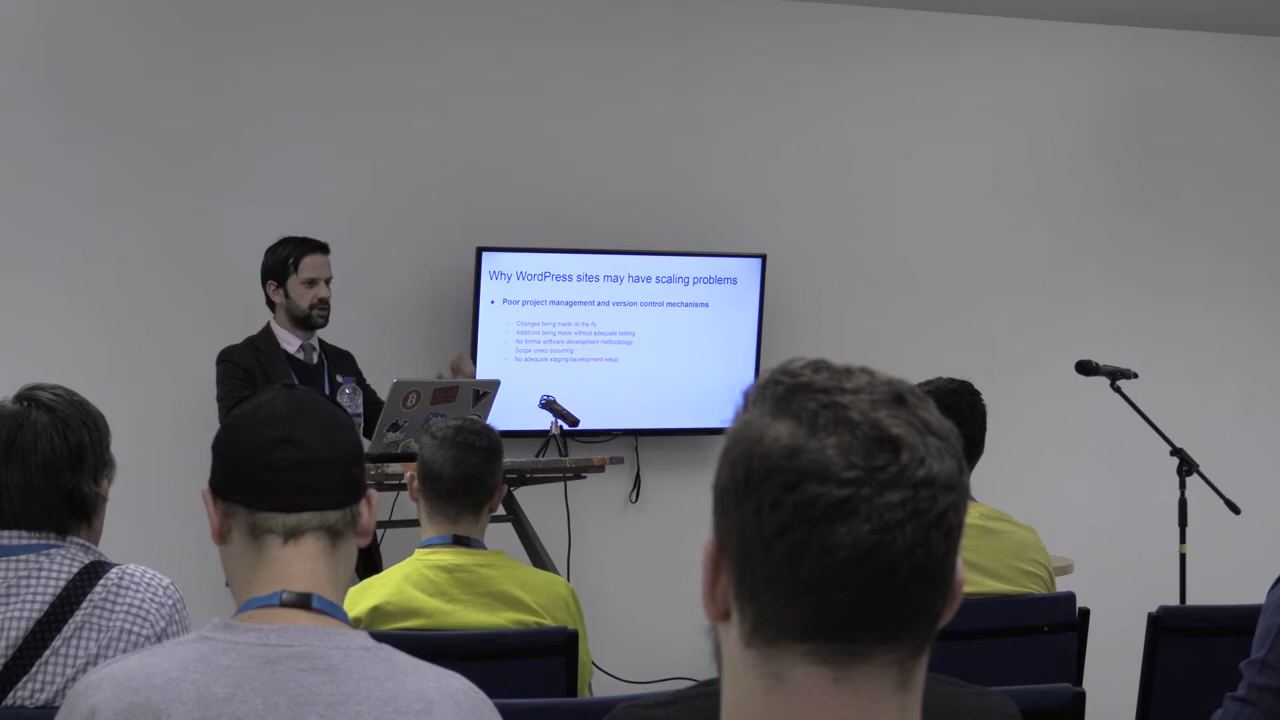 Why WordPress sites may have scaling problems
• Poor project management and version control mechanisms
○ Changes being made on the fly
○ Additions being made without adequate testing
○ No formal software development methodology
○ Scope creep occurring
○ No adequate staging/development setup